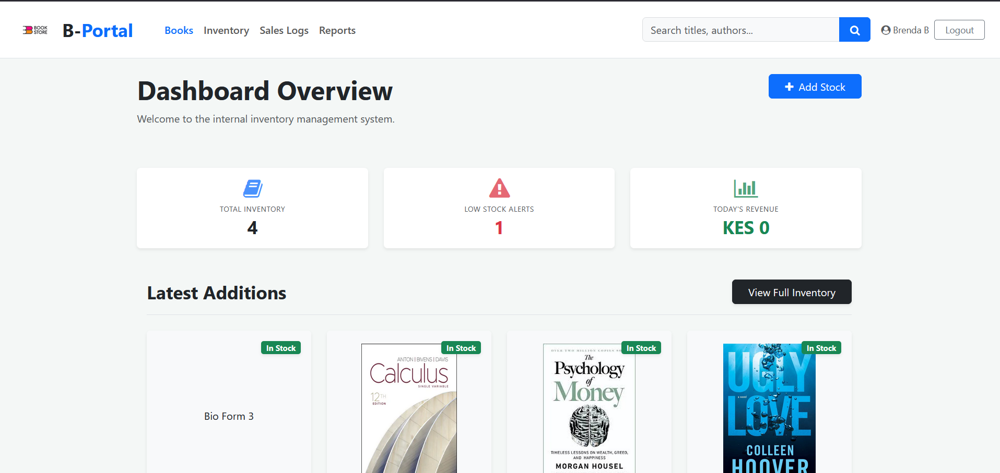 BOOK
STORE
B-Portal
Books Inventory Sales Logs Reports
Search titles, authors...
Brenda B
Logout
Dashboard Overview
Add Stock
Welcome to the internal inventory management system.
TOTAL INVENTORY
4
LOW STOCK ALERTS
1
TODAY'S REVENUE
KES 0
Latest Additions
View Full Inventory
In Stock
Bio Form 3
In Stock
ANTON | BIVENS | DAVIS
Calculus
SINGLE VARIABLE
12TH
EDITION
In Stock
OVER TWO MILLION COPIES
The
Psychology
of
Money
TIMELESS LESSONS ON WEALTH, GREED,
AND HAPPINESS
MORGAN HOUSEL
In Stock
UGLY
a novel
LOVE
COLLEEN
HOOVER